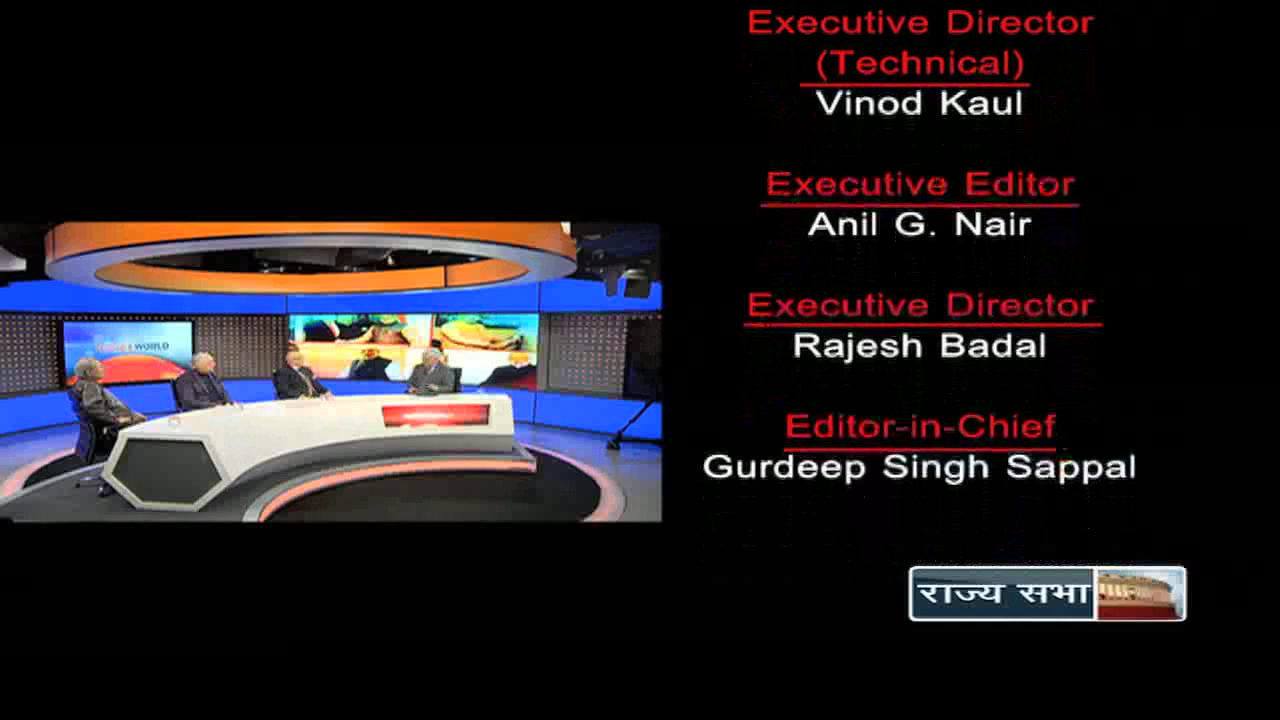 Executive Director
(Technical)
Vinod Kaul
Executive Editor
Anil G. Nair
Executive Director
Rajesh Badal
Editor-in-Chief
Gurdeep Singh Sappal
WORLD
राज्य सभा